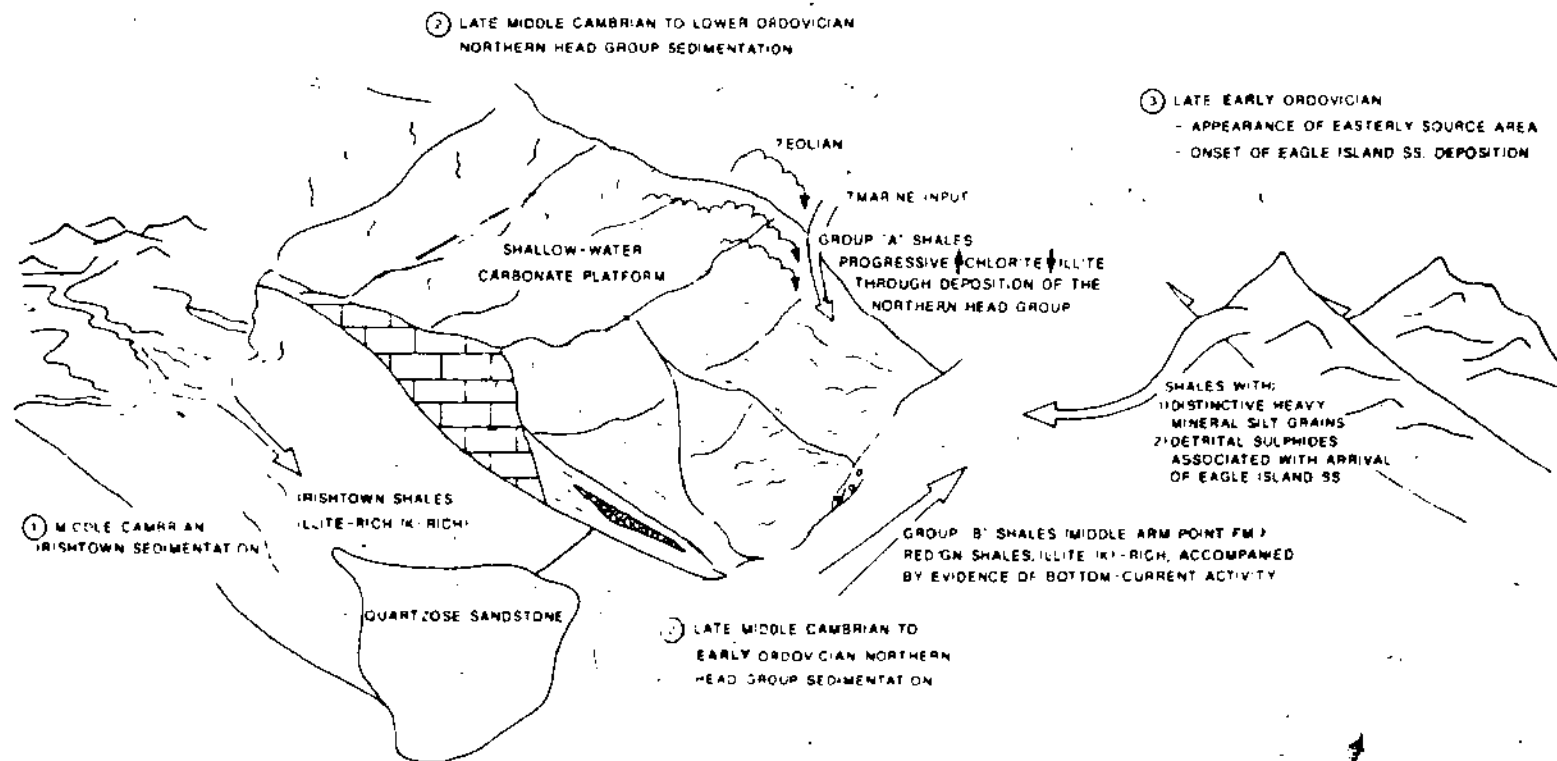 ② LATE MIDDLE CAMBRIAN TO LOWER ORDOVICIAN
NORTHERN HEAD GROUP SEDIMENTATION
③ LATE EARLY ORDOVICIAN
- APPEARANCE OF EASTERLY SOURCE AREA
- ONSET OF EAGLE ISLAND SS. DEPOSITION
?EOLIAN
?MARINE INPUT
SHALLOW-WATER
CARBONATE PLATFORM
GROUP 'A' SHALES
PROGRESSIVE CHLORITE ILLITE
THROUGH DEPOSITION OF THE
NORTHERN HEAD GROUP
SHALES WITH:
1) DISTINCTIVE HEAVY
MINERAL SILT GRAINS
2) DETRITAL SULPHIDES
ASSOCIATED WITH ARRIVAL
OF EAGLE ISLAND SS
IRISHTOWN SHALES
ILLITE-RICH (K-RICH)
① MIDDLE CAMBRIAN
IRISHTOWN SEDIMENTATION
GROUP 'B' SHALES (MIDDLE ARM POINT FM.)
RED/GN SHALES, ILLITE (K)-RICH, ACCOMPANIED
BY EVIDENCE OF BOTTOM-CURRENT ACTIVITY
QUARTZOSE SANDSTONE
② LATE MIDDLE CAMBRIAN TO
EARLY ORDOVICIAN NORTHERN
HEAD GROUP SEDIMENTATION